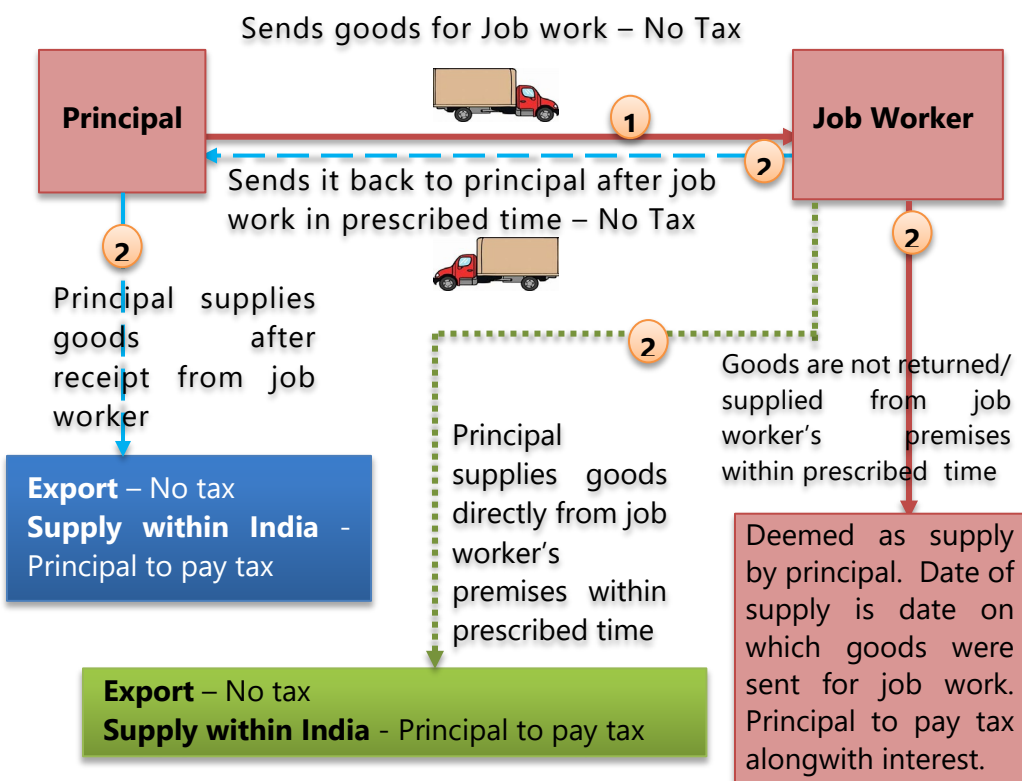 Sends goods for Job work – No Tax
Principal
Job Worker
1
2
Sends it back to principal after job
work in prescribed time – No Tax
2
2
Principal supplies
goods after
receipt from job
worker
2
Goods are not returned/
supplied from job
worker's premises
within prescribed time
Principal
supplies goods
directly from job
worker's
premises within
prescribed time
Export – No tax
Supply within India -
Principal to pay tax
Deemed as supply
by principal. Date of
supply is date on
which goods were
sent for job work.
Principal to pay tax
alongwith interest.
Export – No tax
Supply within India - Principal to pay tax